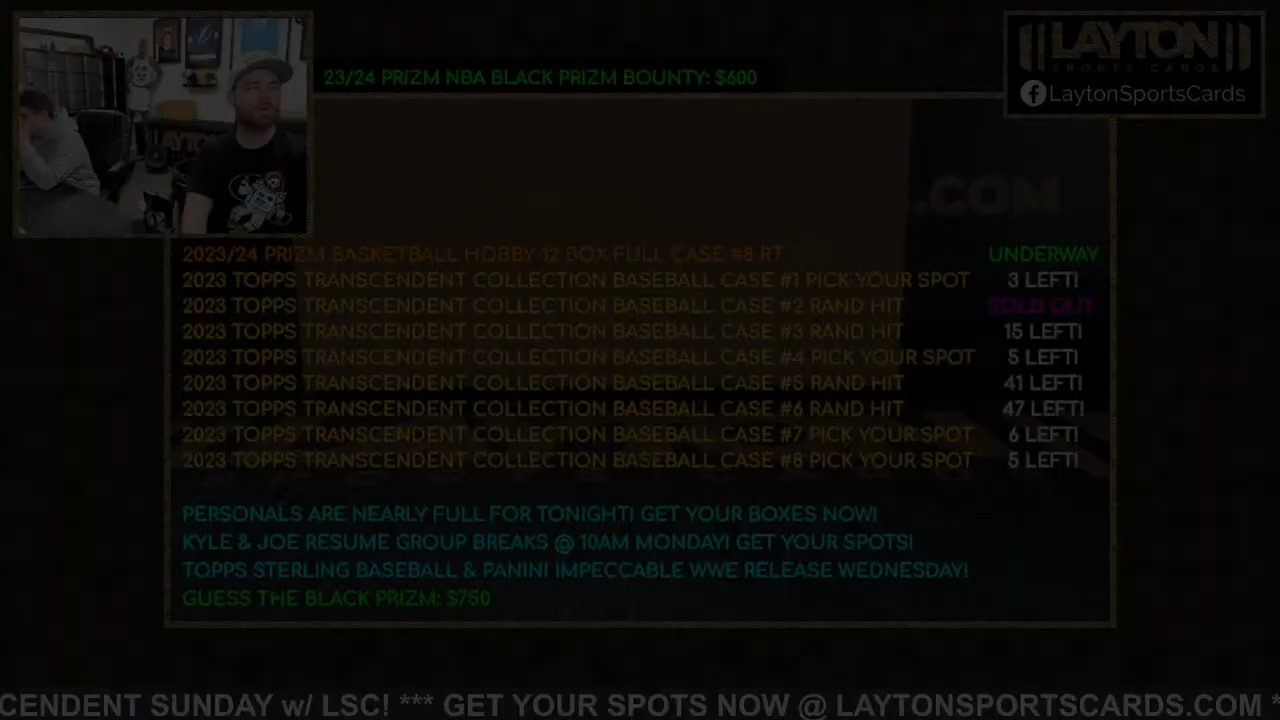 LAYTON
SPORTS CARDS
LaytonSportsCards
23/24 PRIZM NBA BLACK PRIZM BOUNTY: $600
.COM
2023/24 PRIZM BASKETBALL HOBBY 12 BOX FULL CASE #8 RT UNDERWAY
2023 TOPPS TRANSCENDENT COLLECTION BASEBALL CASE #1 PICK YOUR SPOT 3 LEFT!
2023 TOPPS TRANSCENDENT COLLECTION BASEBALL CASE #2 RAND HIT SOLD OUT
2023 TOPPS TRANSCENDENT COLLECTION BASEBALL CASE #3 RAND HIT 15 LEFT!
2023 TOPPS TRANSCENDENT COLLECTION BASEBALL CASE #4 PICK YOUR SPOT 5 LEFT!
2023 TOPPS TRANSCENDENT COLLECTION BASEBALL CASE #5 RAND HIT 41 LEFT!
2023 TOPPS TRANSCENDENT COLLECTION BASEBALL CASE #6 RAND HIT 47 LEFT!
2023 TOPPS TRANSCENDENT COLLECTION BASEBALL CASE #7 PICK YOUR SPOT 6 LEFT!
2023 TOPPS TRANSCENDENT COLLECTION BASEBALL CASE #8 PICK YOUR SPOT 5 LEFT!
PERSONALS ARE NEARLY FULL FOR TONIGHT! GET YOUR BOXES NOW!
KYLE & JOE RESUME GROUP BREAKS @ 10AM MONDAY! GET YOUR SPOTS!
TOPPS STERLING BASEBALL & PANINI IMPECCABLE WWE RELEASE WEDNESDAY!
GUESS THE BLACK PRIZM: $750
CENDENT SUNDAY w/ LSC! *** GET YOUR SPOTS NOW @ LAYTONSPORTSCARDS.COM *